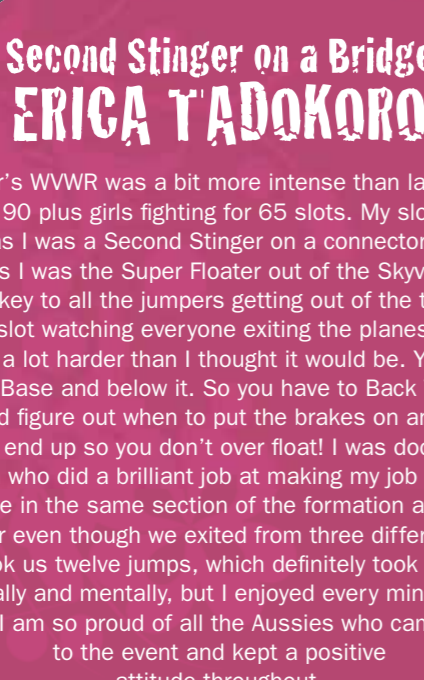 Second Stinger on a Bridge
ERICA TADOKORO
r's WVWR was a bit more intense than la
90 plus girls fighting for 65 slots. My slo
as I was a Second Stinger on a connector
s I was the Super Floater out of the Skyv
key to all the jumpers getting out of the t
slot watching everyone exiting the planes
a lot harder than I thought it would be. Y
Base and below it. So you have to Back
d figure out when to put the brakes on an
end up so you don't over float! I was doc
who did a brilliant job at making my job
e in the same section of the formation a
r even though we exited from three differ
ok us twelve jumps, which definitely took
ally and mentally, but I enjoyed every min
I am so proud of all the Aussies who can
to the event and kept a positive
attitude throughout